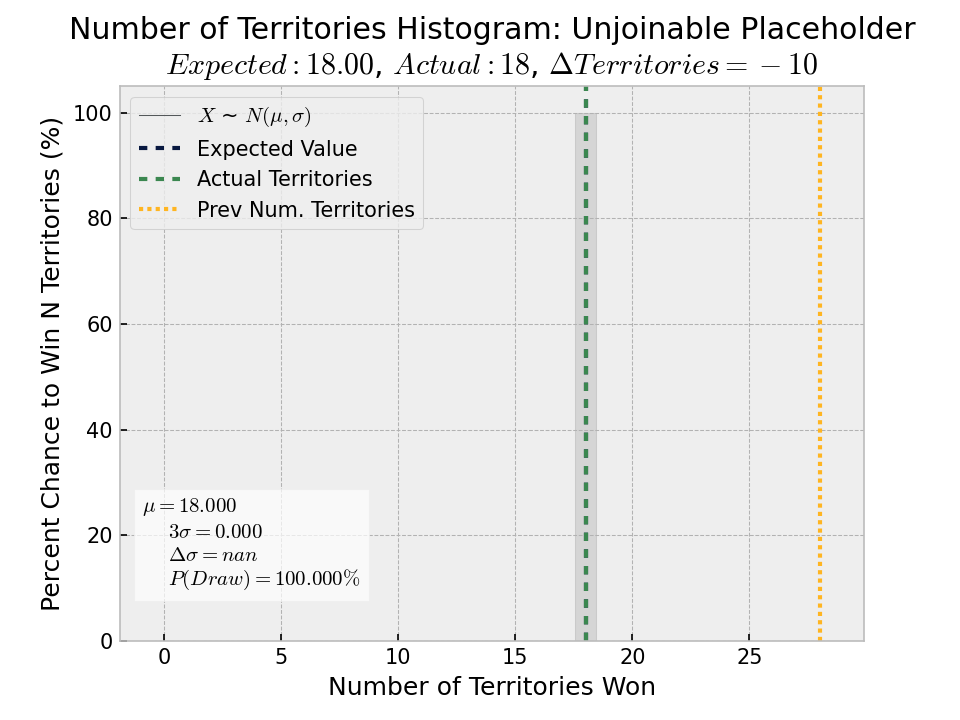 Number of Territories Histogram: Unjoinable Placeholder
Expected : 18.00, Actual : 18, ΔTerritories = − 10
Percent Chance to Win N Territories (%)
100
80
60
40
20
0
X ∼ N(μ, σ)
Expected Value
Actual Territories
Prev Num. Territories
μ = 18.000
3σ = 0.000
Δσ = nan
P(Draw) = 100.000%
0 5 10 15 20 25
Number of Territories Won